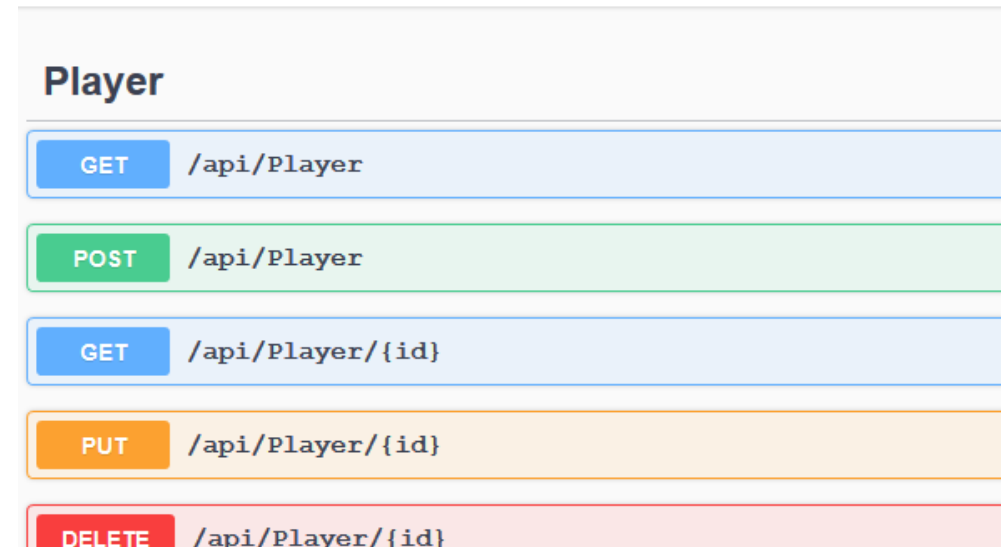 Player
GET /api/Player
POST /api/Player
GET /api/Player/{id}
PUT /api/Player/{id}
DELETE /api/Player/{id}